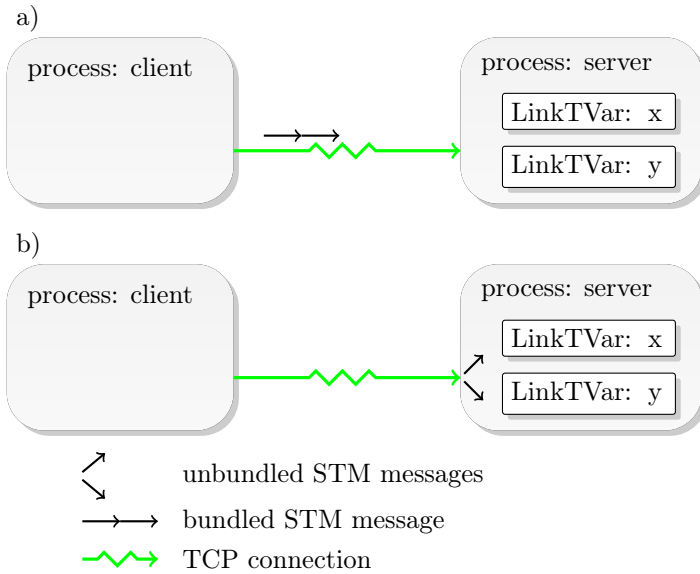 a)
process: client
process: server
LinkTVar: x
LinkTVar: y
b)
process: client
process: server
LinkTVar: x
LinkTVar: y
unbundled STM messages
bundled STM message
TCP connection